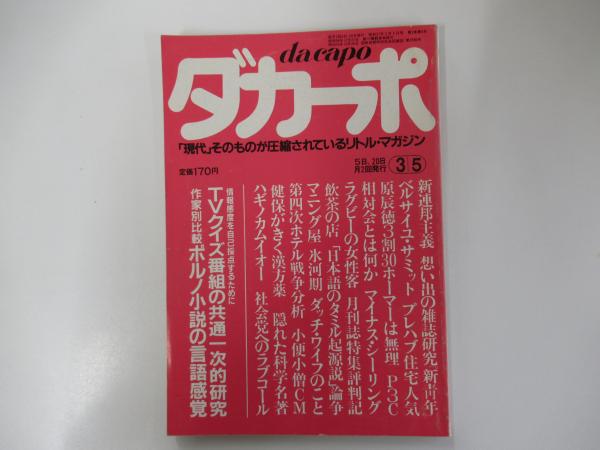 da capo
ダカーポ
「現代」そのものが圧縮されているリトル・マガジン
定価170円
5日、20日
月2回発行
3|5
新連邦主義 想い出の雑誌研究「新青年」
ベルサイユ・サミット プレハブ住宅人気
原辰徳3割30ホーマーは無理 P3C
相対会とは何か マイナス・シーリング
ラグビーの女性客 月刊誌特集評判記
飲茶の店「日本語のタミル起源説」論争
マニング屋 氷河期 ダッチ・ワイフのこと
第四次ホテル戦争分析 小便小僧CM
健保がきく漢方薬 隠れた科学名著
ハギノカムイオー 社会党へのラブコール
情報感度を自己採点するために
TVクイズ番組の共通一次的研究
作家別比較 ポルノ小説の言語感覚